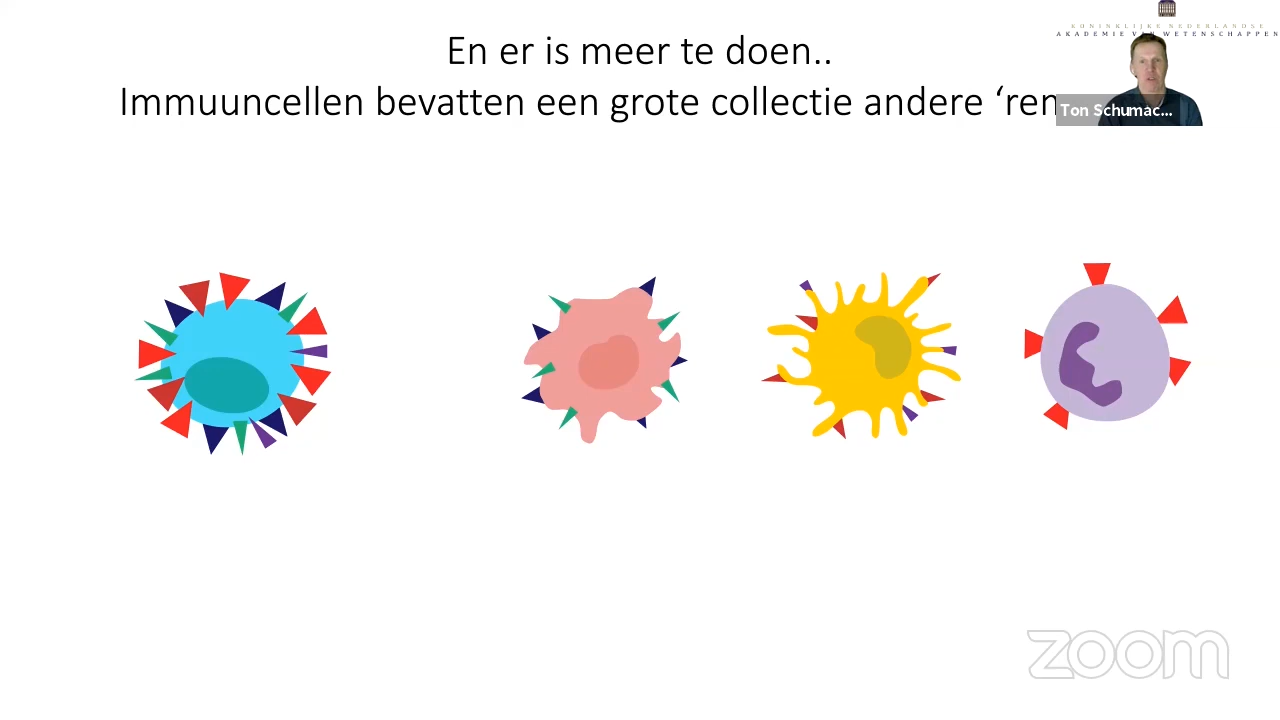 KONINKLIJKE NEDERLANDSE
AKADEMIE VAN WETENSCHAPPEN
En er is meer te doen..
Immuuncellen bevatten een grote collectie andere ‘rem
Ton Schumac...
zoom